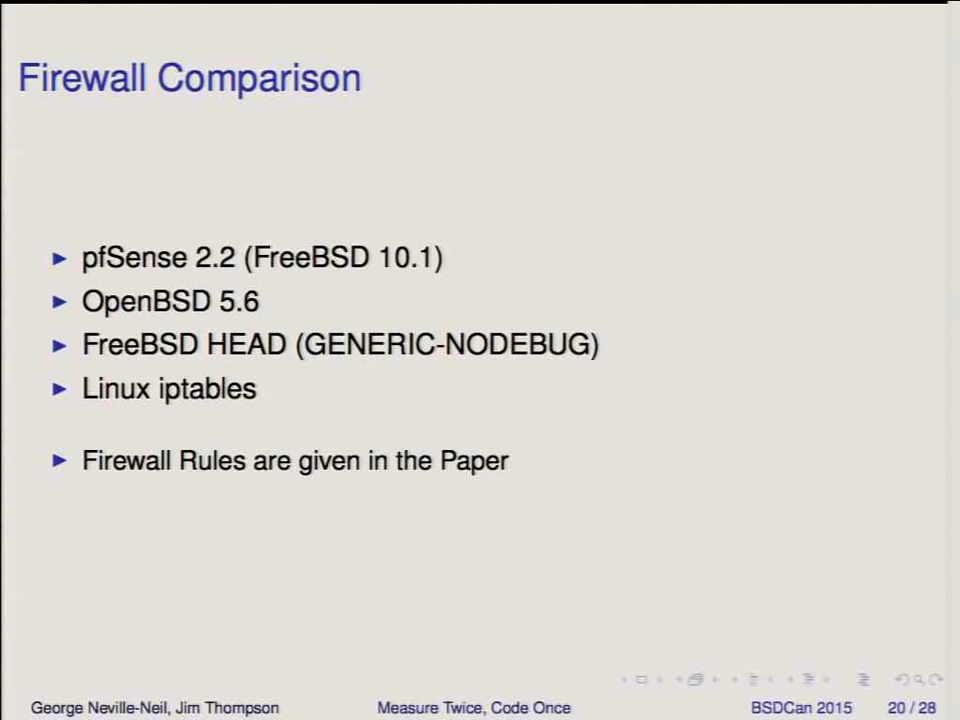 Firewall Comparison
pfSense 2.2 (FreeBSD 10.1)
OpenBSD 5.6
FreeBSD HEAD (GENERIC-NODEBUG)
Linux iptables
Firewall Rules are given in the Paper
George Neville-Neil, Jim Thompson Measure Twice, Code Once BSDCan 2015 20 / 28